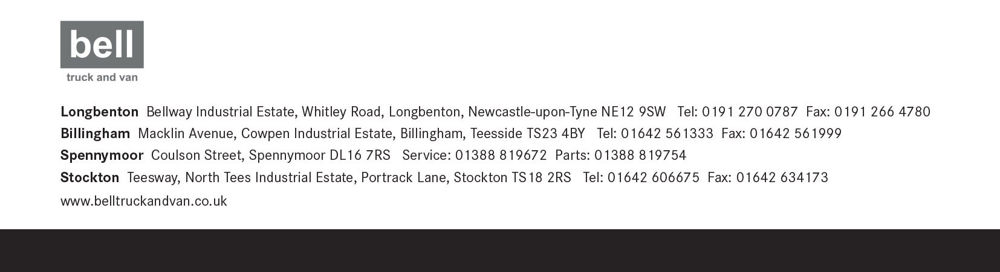 bell
truck and van
Longbenton Bellway Industrial Estate, Whitley Road, Longbenton, Newcastle-upon-Tyne NE12 9SW Tel: 0191 270 0787 Fax: 0191 266 4780
Billingham Macklin Avenue, Cowpen Industrial Estate, Billingham, Teesside TS23 4BY Tel: 01642 561333 Fax: 01642 561999
Spennymoor Coulson Street, Spennymoor DL16 7RS Service: 01388 819672 Parts: 01388 819754
Stockton Teesway, North Tees Industrial Estate, Portrack Lane, Stockton TS18 2RS Tel: 01642 606675 Fax: 01642 634173
www.belltruckandvan.co.uk